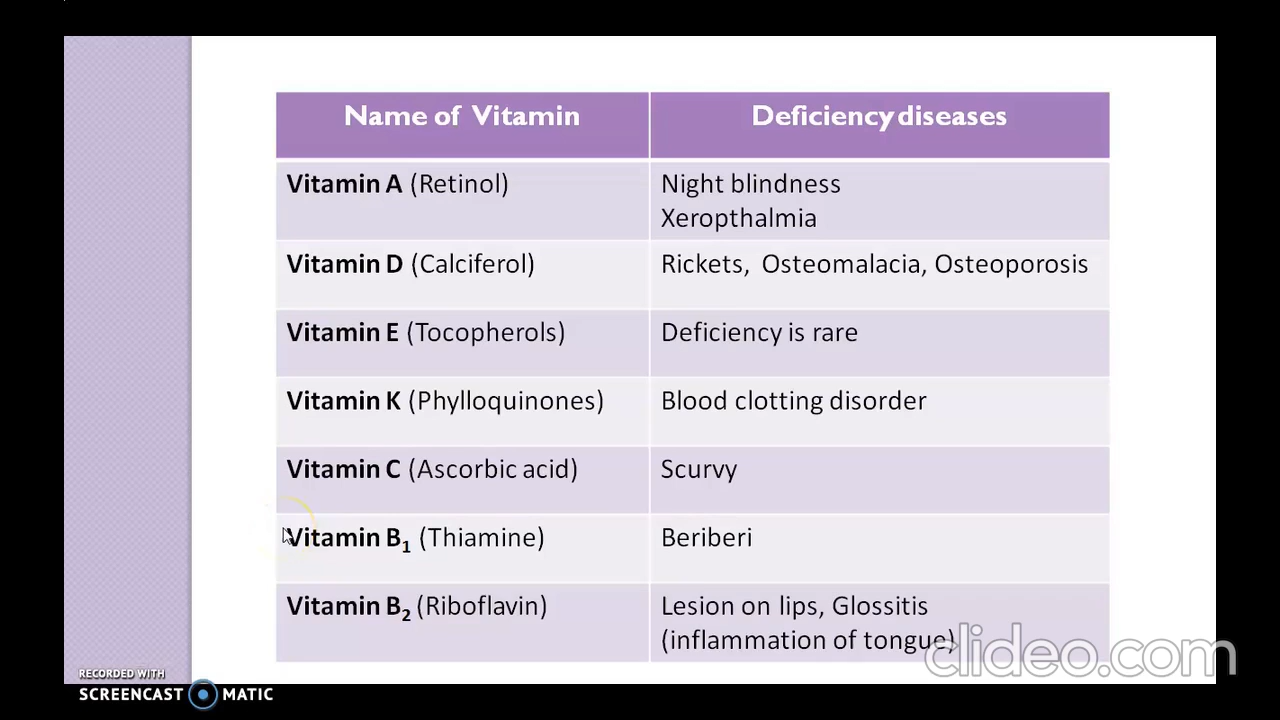 Name of Vitamin
Deficiency diseases
Vitamin A (Retinol)
Night blindness
Xeropthalmia
Vitamin D (Calciferol)
Rickets, Osteomalacia, Osteoporosis
Vitamin E (Tocopherols)
Deficiency is rare
Vitamin K (Phylloquinones)
Blood clotting disorder
Vitamin C (Ascorbic acid)
Scurvy
Vitamin B₁ (Thiamine)
Beriberi
Vitamin B₂ (Riboflavin)
Lesion on lips, Glossitis
(inflammation of tongue)
clideo.com
RECORDED WITH
SCREENCAST MATIC